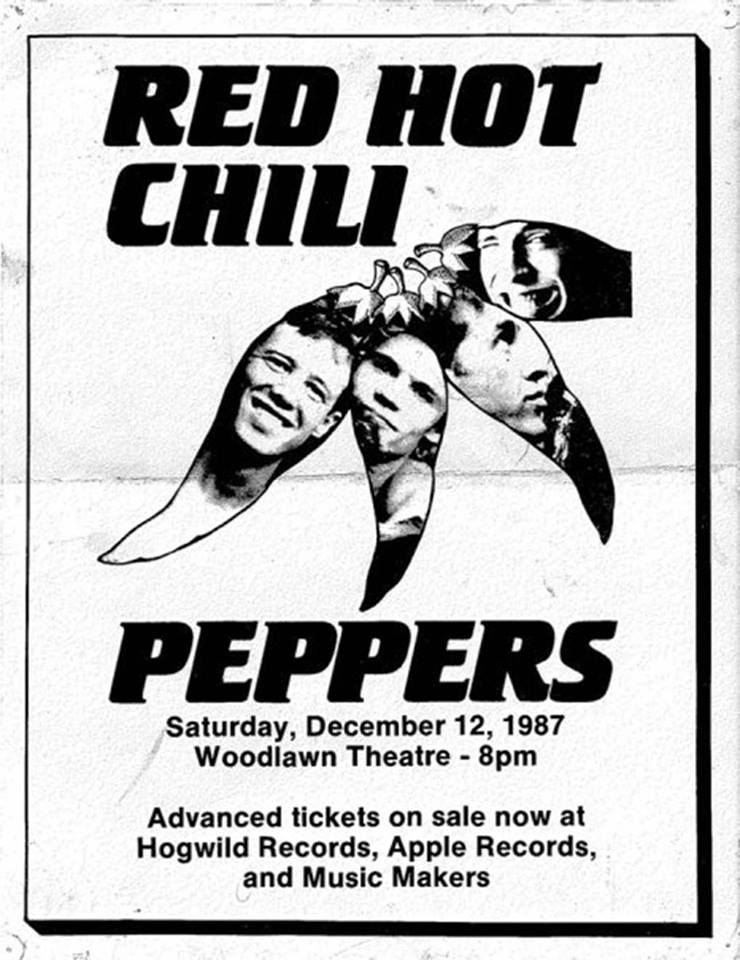 RED HOT
CHILI
PEPPERS
Saturday, December 12, 1987
Woodlawn Theatre - 8pm
Advanced tickets on sale now at
Hogwild Records, Apple Records,
and Music Makers